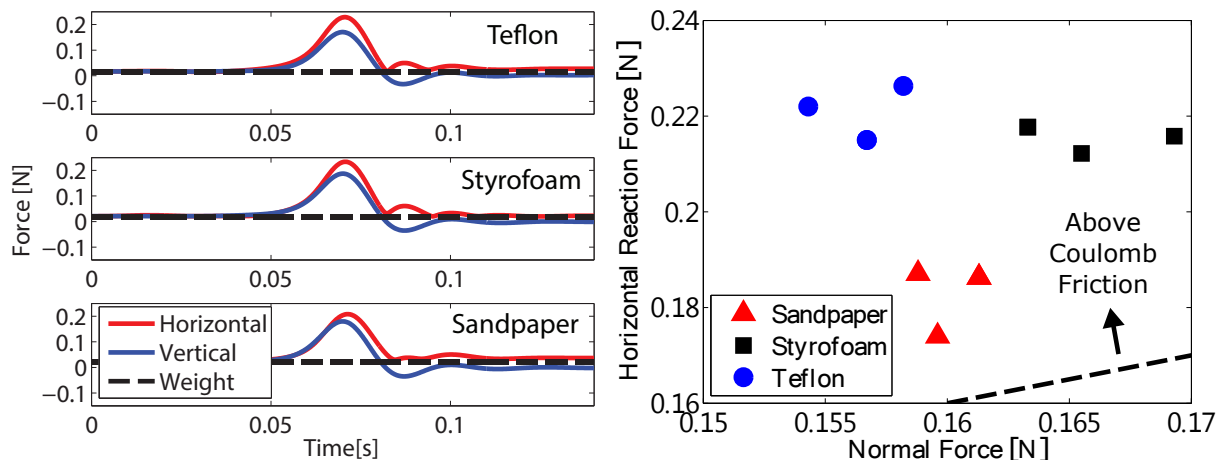 0.2
0.1
0
−0.1
Teflon
0
0.05
0.1
0.2
0.1
0
−0.1
Styrofoam
0
0.05
0.1
0.2
0.1
0
−0.1
Sandpaper
Horizontal
Vertical
Weight
0
0.05
0.1
Force [N]
Time[s]
Horizontal Reaction Force [N]
0.24
0.22
0.2
0.18
0.16
Above
Coulomb
Friction
Sandpaper
Styrofoam
Teflon
0.15
0.155
0.16
0.165
0.17
Normal Force [N]